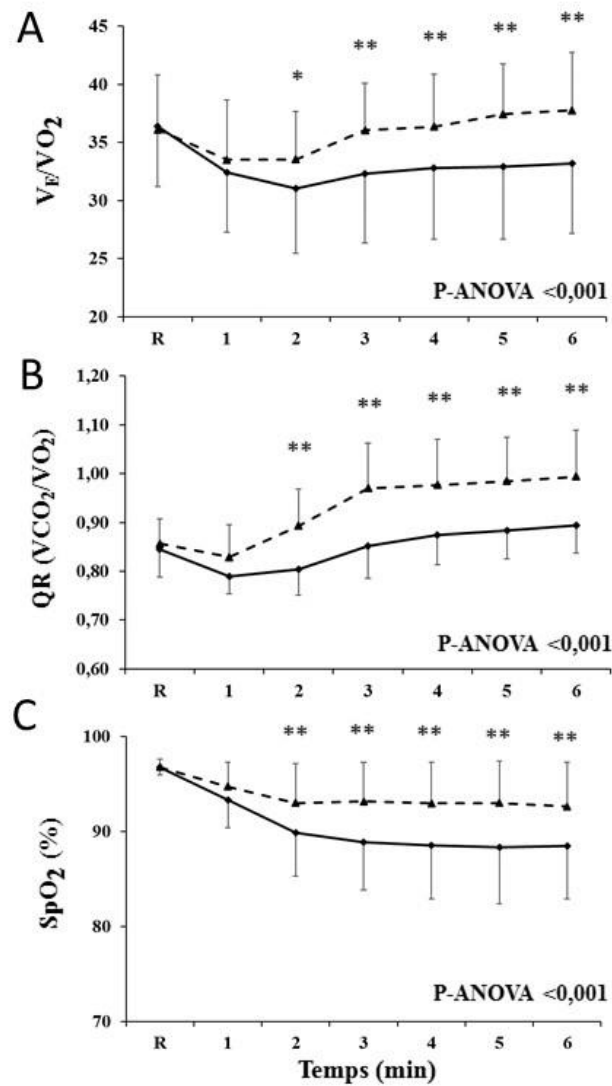 A
45
40
35
30
25
20
V_E/VO₂
* ** ** ** **
P-ANOVA <0,001
R 1 2 3 4 5 6
B
1,20
1,10
1,00
0,90
0,80
0,70
0,60
QR (VCO₂/VO₂)
** ** ** ** **
P-ANOVA <0,001
R 1 2 3 4 5 6
C
100
90
80
70
SpO₂ (%)
** ** ** ** **
P-ANOVA <0,001
R 1 2 3 4 5 6
Temps (min)